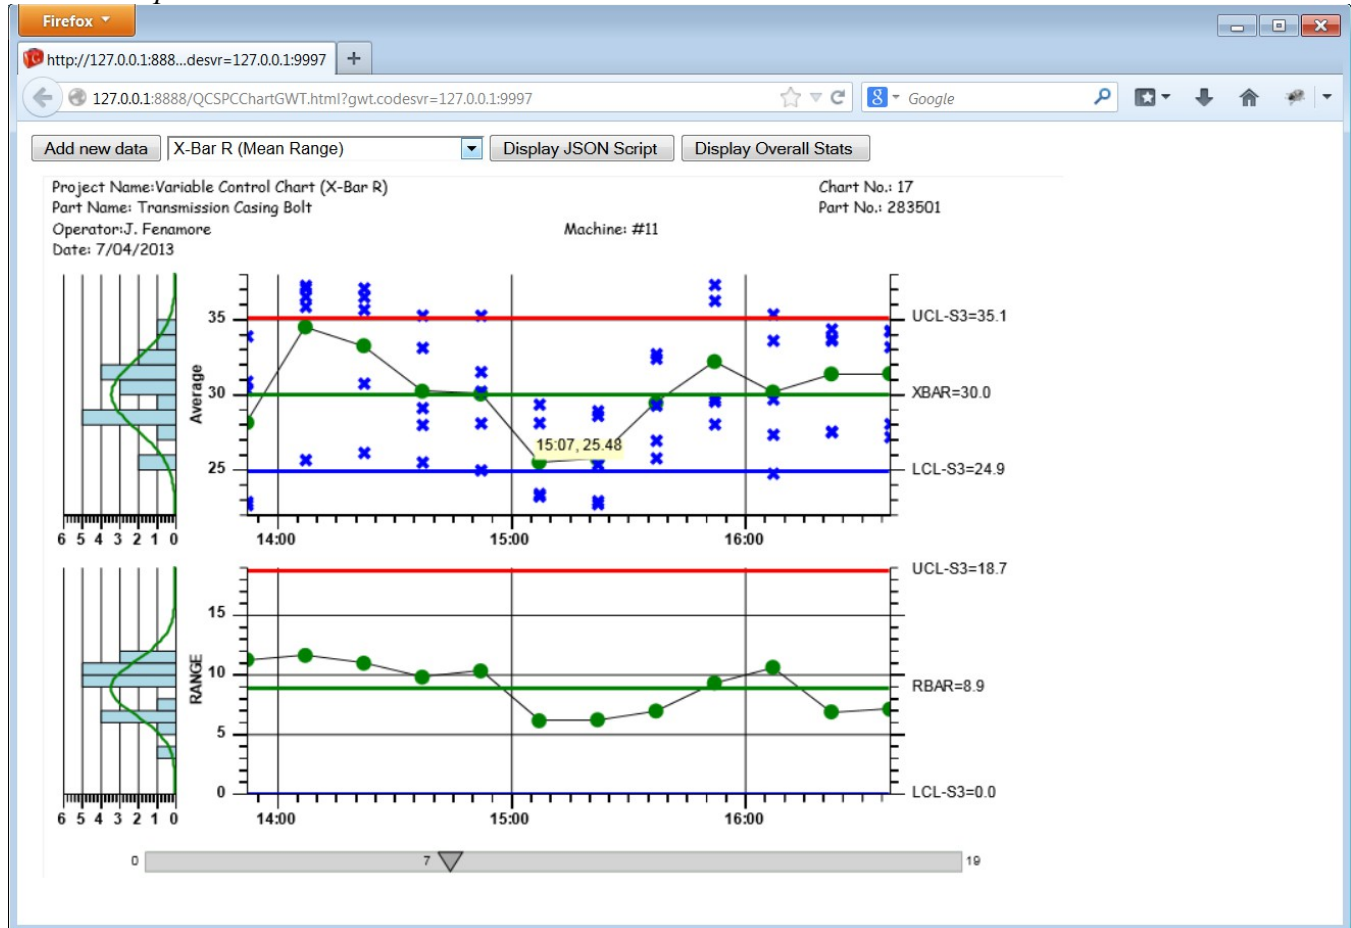 Firefox
http://127.0.0.1:888...desvr=127.0.0.1:9997 +
127.0.0.1:8888/QCSPCChartGWT.html?gwt.codesvr=127.0.0.1:9997 8 Google
Add new data X-Bar R (Mean Range) Display JSON Script Display Overall Stats
Project Name:Variable Control Chart (X-Bar R) Chart No.: 17
Part Name: Transmission Casing Bolt Part No.: 283501
Operator:J. Fenamore Machine: #11
Date: 7/04/2013
Average
35 UCL-S3=35.1
30 XBAR=30.0
15:07, 25.48
25 LCL-S3=24.9
6 5 4 3 2 1 0 14:00 15:00 16:00
RANGE
UCL-S3=18.7
15
10
RBAR=8.9
5
0 LCL-S3=0.0
6 5 4 3 2 1 0 14:00 15:00 16:00
0 7 19